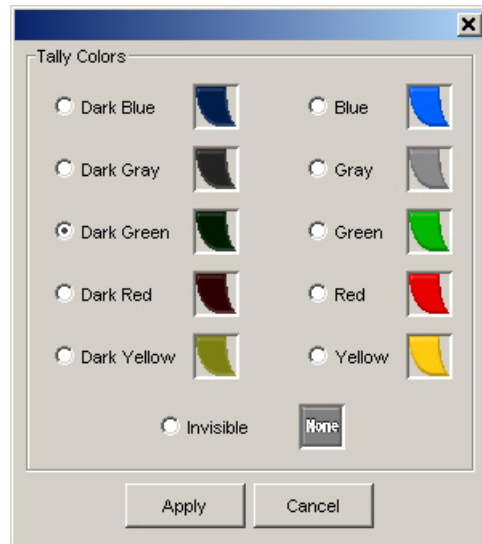 Tally Colors
Dark Blue Blue
Dark Gray Gray
Dark Green Green
Dark Red Red
Dark Yellow Yellow
Invisible None
Apply Cancel